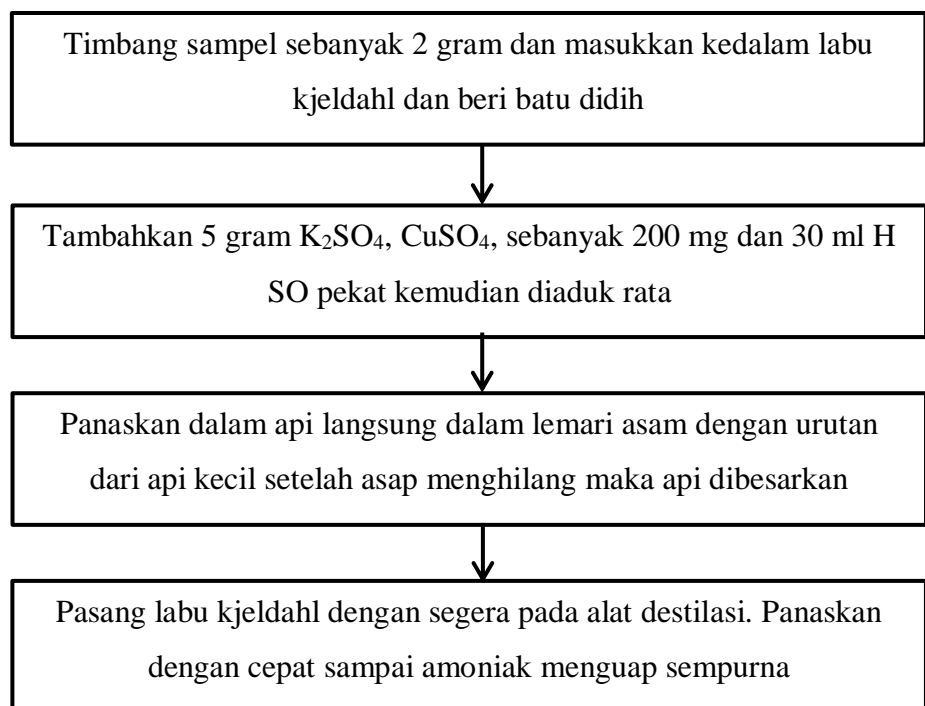 Timbang sampel sebanyak 2 gram dan masukkan kedalam labu
kjeldahl dan beri batu didih
Tambahkan 5 gram K₂SO₄, CuSO₄, sebanyak 200 mg dan 30 ml H
SO pekat kemudian diaduk rata
Panaskan dalam api langsung dalam lemari asam dengan urutan
dari api kecil setelah asap menghilang maka api dibesarkan
Pasang labu kjeldahl dengan segera pada alat destilasi. Panaskan
dengan cepat sampai amoniak menguap sempurna